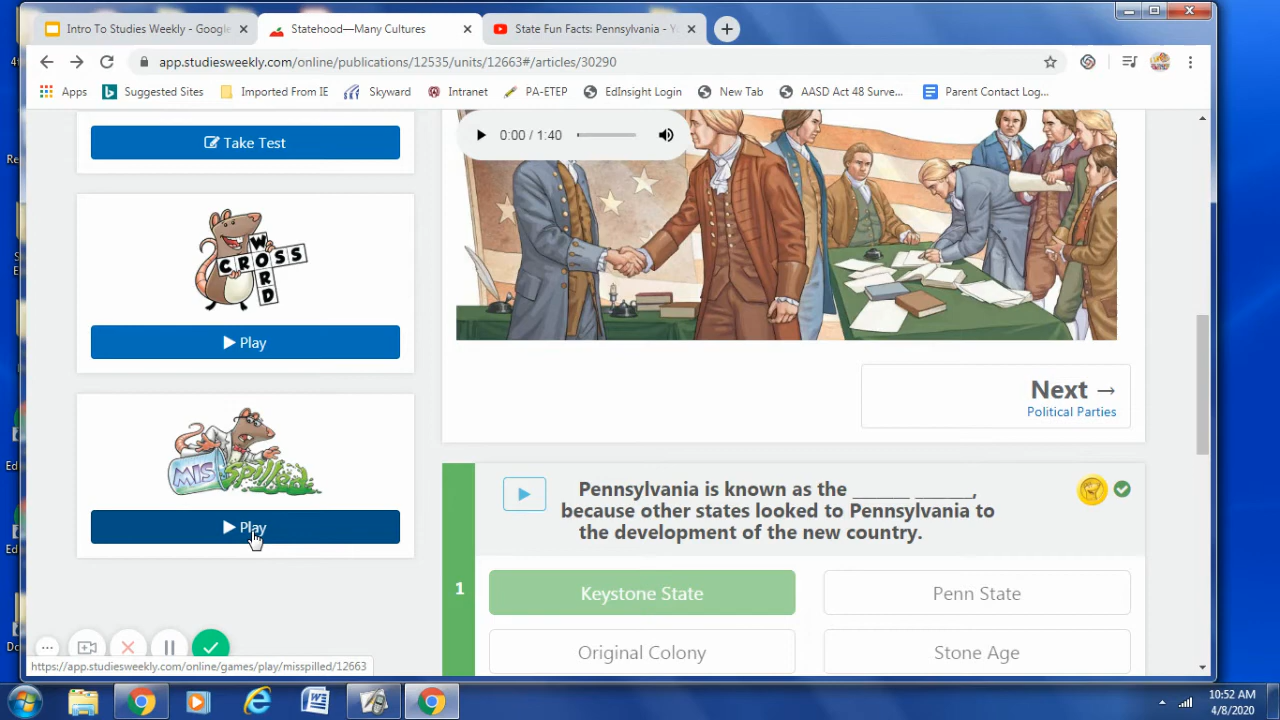 Intro To Studies Weekly - Google
Statehood—Many Cultures
State Fun Facts: Pennsylvania - Y
app.studiesweekly.com/online/publications/12535/units/12663#/articles/30290
Apps
Suggested Sites
Imported From IE
Skyward
Intranet
PA-ETEP
EdInsight Login
New Tab
AASD Act 48 Surve...
Parent Contact Log...
Take Test
0:00 / 1:40
CROSS
WORD
Play
Next →
Political Parties
MIS Spilled
Play
Pennsylvania is known as the _______ _______,
because other states looked to Pennsylvania to
the development of the new country.
1
Keystone State
Penn State
Original Colony
Stone Age
https://app.studiesweekly.com/online/games/play/misspilled/12663
10:52 AM
4/8/2020